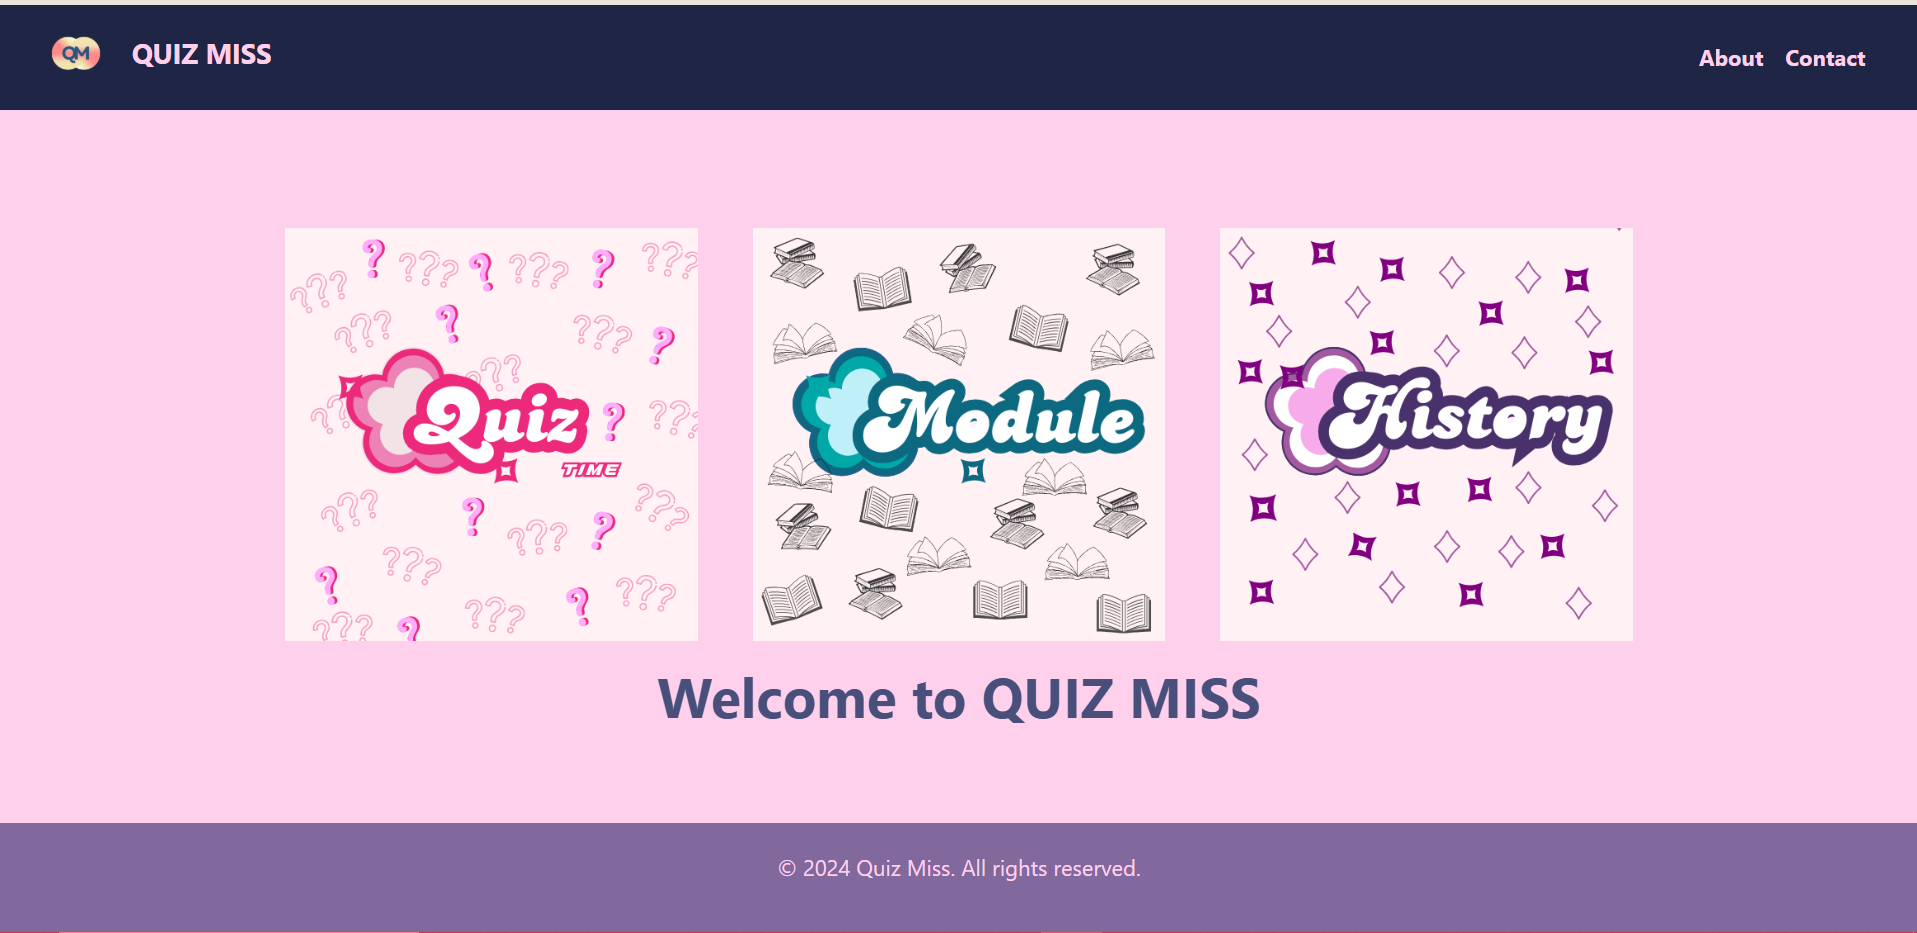 QM
QUIZ MISS
About
Contact
Quiz
TIME
Module
History
Welcome to QUIZ MISS
© 2024 Quiz Miss. All rights reserved.